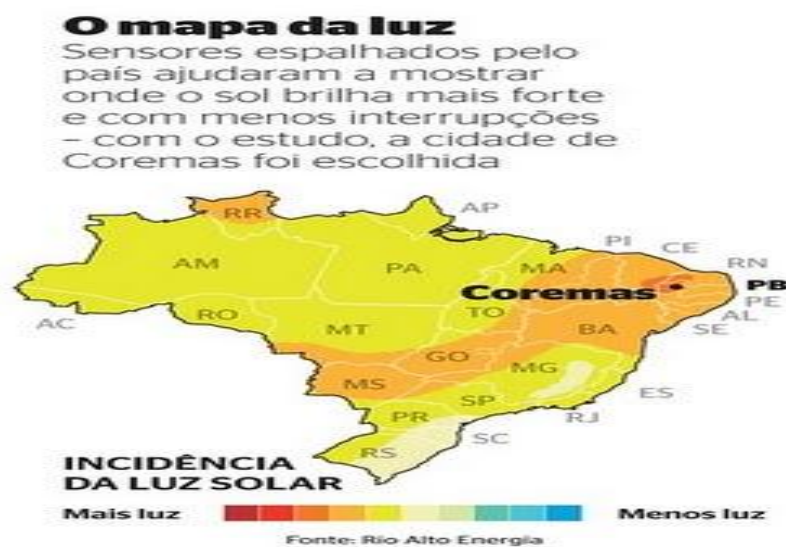 O mapa da luz
Sensores espalhados pelo
país ajudaram a mostrar
onde o sol brilha mais forte
e com menos interrupções
– com o estudo, a cidade de
Coremas foi escolhida
RR
AP
AM
PA
MA
PI
CE
RN
Coremas
PB
PE
AL
SE
AC
RO
MT
TO
BA
GO
MG
MS
ES
SP
RJ
PR
SC
RS
INCIDÊNCIA
DA LUZ SOLAR
Mais luz
Menos luz
Fonte: Rio Alto Energia